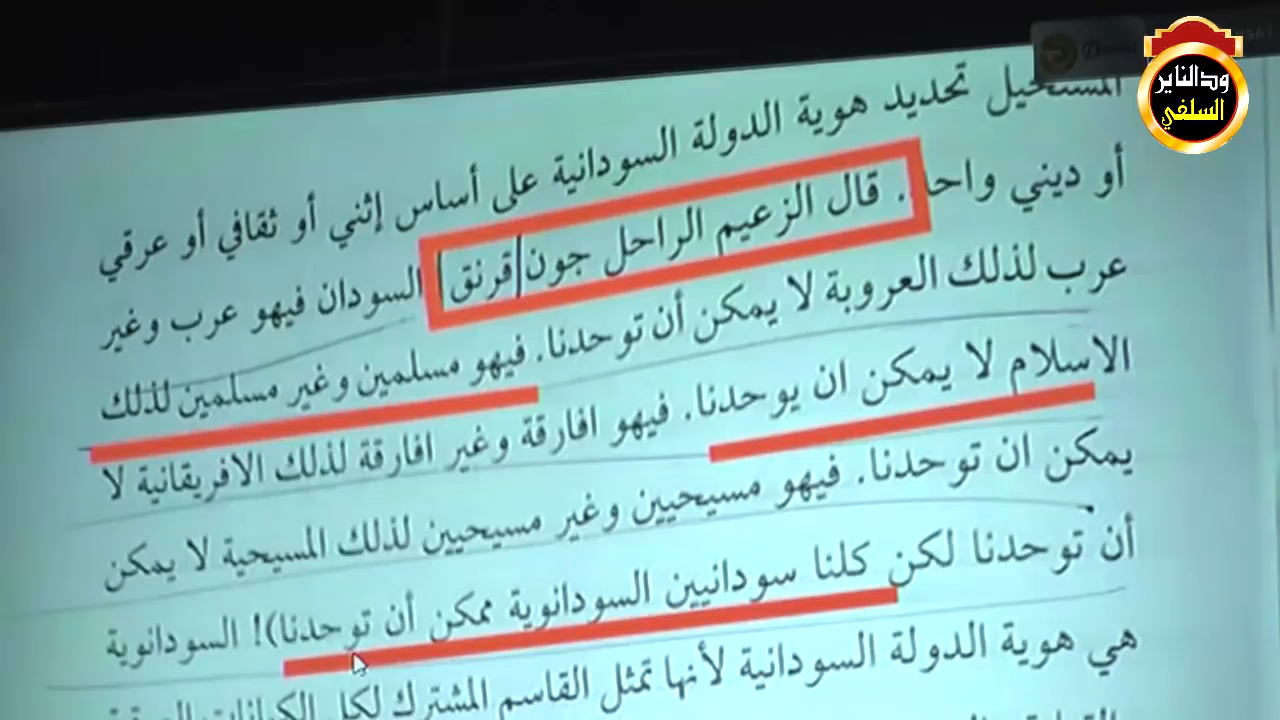 ود الناير
السلفي
المستحيل تحديد هوية الدولة السودانية على أساس إثني أو ثقافي أو عرقي
أو ديني واحد. قال الزعيم الراحل جون قرنق السودان فيهو عرب وغير
عرب لذلك العروبة لا يمكن أن توحدنا. فيهو مسلمين وغير مسلمين لذلك
الاسلام لا يمكن ان يوحدنا. فيهو افارقة وغير افارقة لذلك الافريقانية لا
يمكن ان توحدنا. فيهو مسيحيين وغير مسيحيين لذلك المسيحية لا يمكن
أن توحدنا لكن كلنا سودانيين السودانوية ممكن أن توحدنا)! السودانوية
هي هوية الدولة السودانية لأنها تمثل القاسم المشترك لكل الكيانات